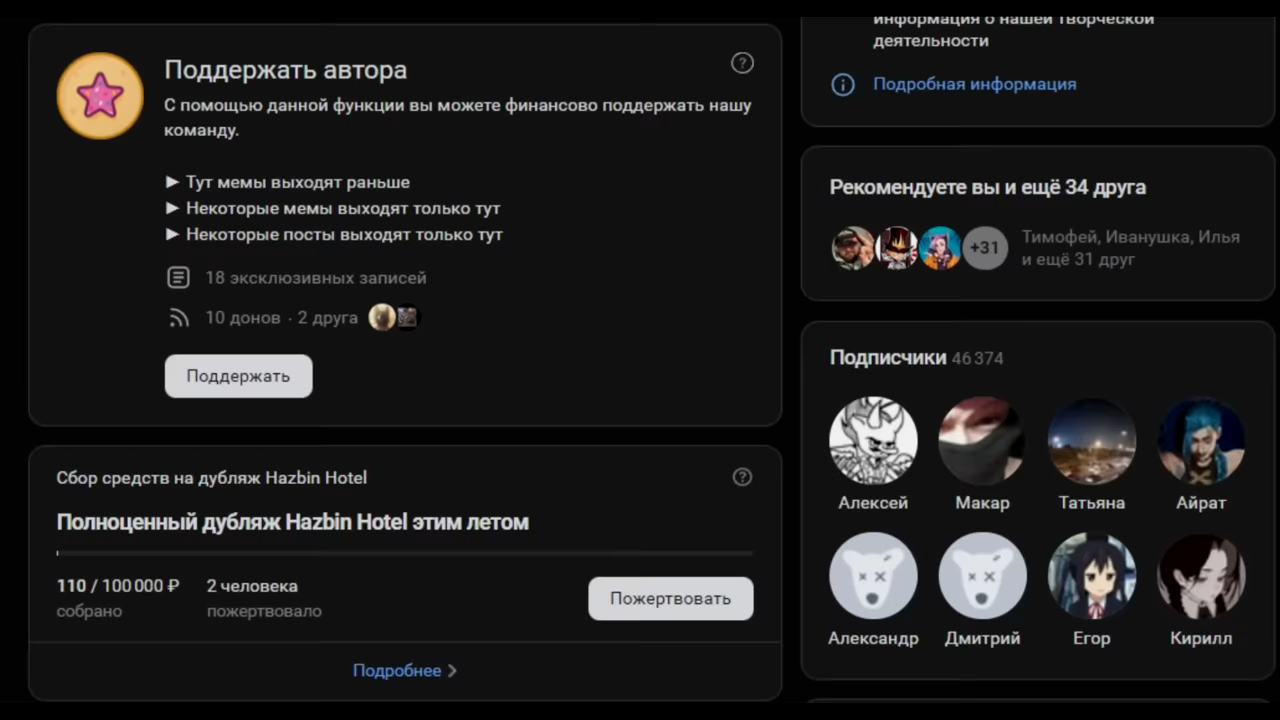 Поддержать автора
С помощью данной функции вы можете финансово поддержать нашу
команду.
► Тут мемы выходят раньше
► Некоторые мемы выходят только тут
► Некоторые посты выходят только тут
18 эксклюзивных записей
10 донов · 2 друга
Поддержать
Сбор средств на дубляж Hazbin Hotel
Полноценный дубляж Hazbin Hotel этим летом
110 / 100 000 ₽
собрано
2 человека
пожертвовало
Пожертвовать
Подробнее
информация о нашей творческой
деятельности
Подробная информация
Рекомендуете вы и ещё 34 друга
+31
Тимофей, Иванушка, Илья
и ещё 31 друг
Подписчики 46 374
Алексей
Макар
Татьяна
Айрат
Александр
Дмитрий
Егор
Кирилл